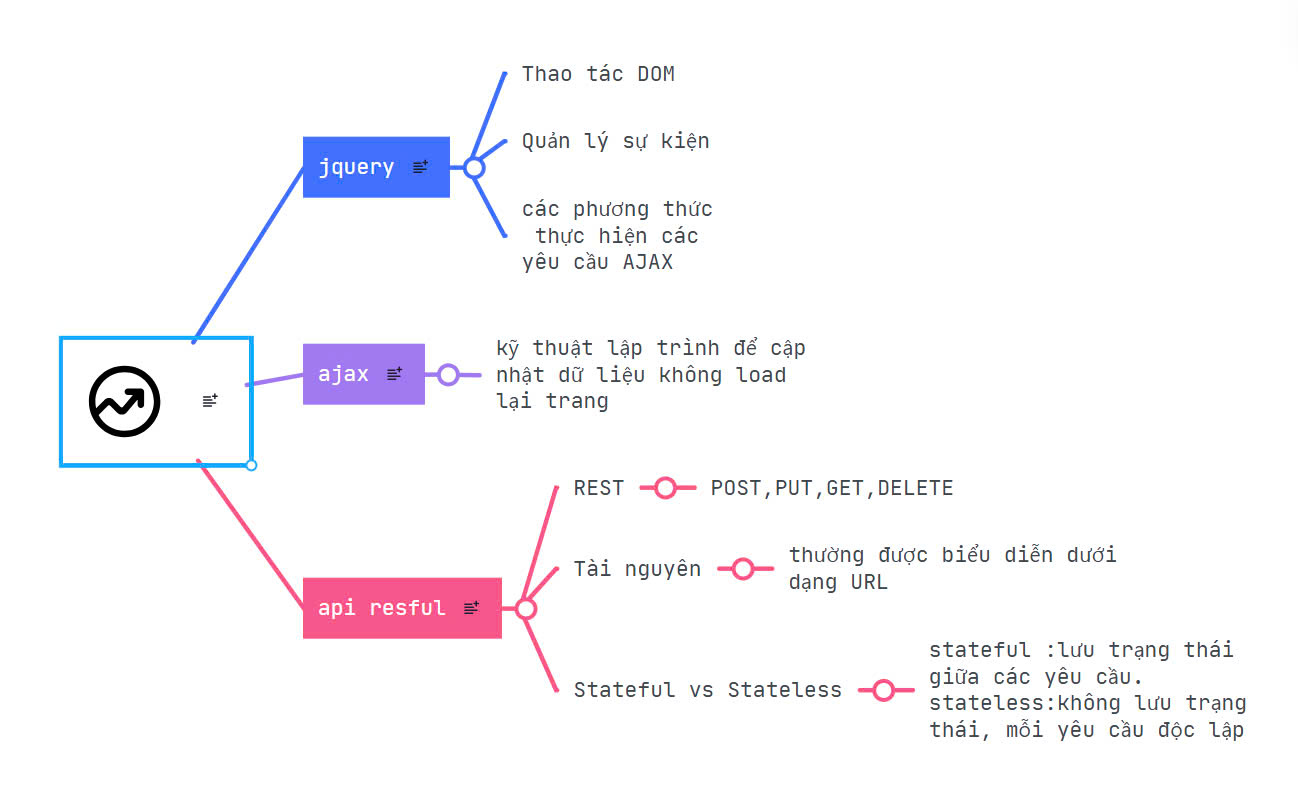 Thao tác DOM
jquery
Quản lý sự kiện
các phương thức
thực hiện các
yêu cầu AJAX
ajax
kỹ thuật lập trình để cập
nhật dữ liệu không load
lại trang
api resful
REST
POST,PUT,GET,DELETE
Tài nguyên
thường được biểu diễn dưới
dạng URL
Stateful vs Stateless
stateful :lưu trạng thái
giữa các yêu cầu.
stateless:không lưu trạng
thái, mỗi yêu cầu độc lập